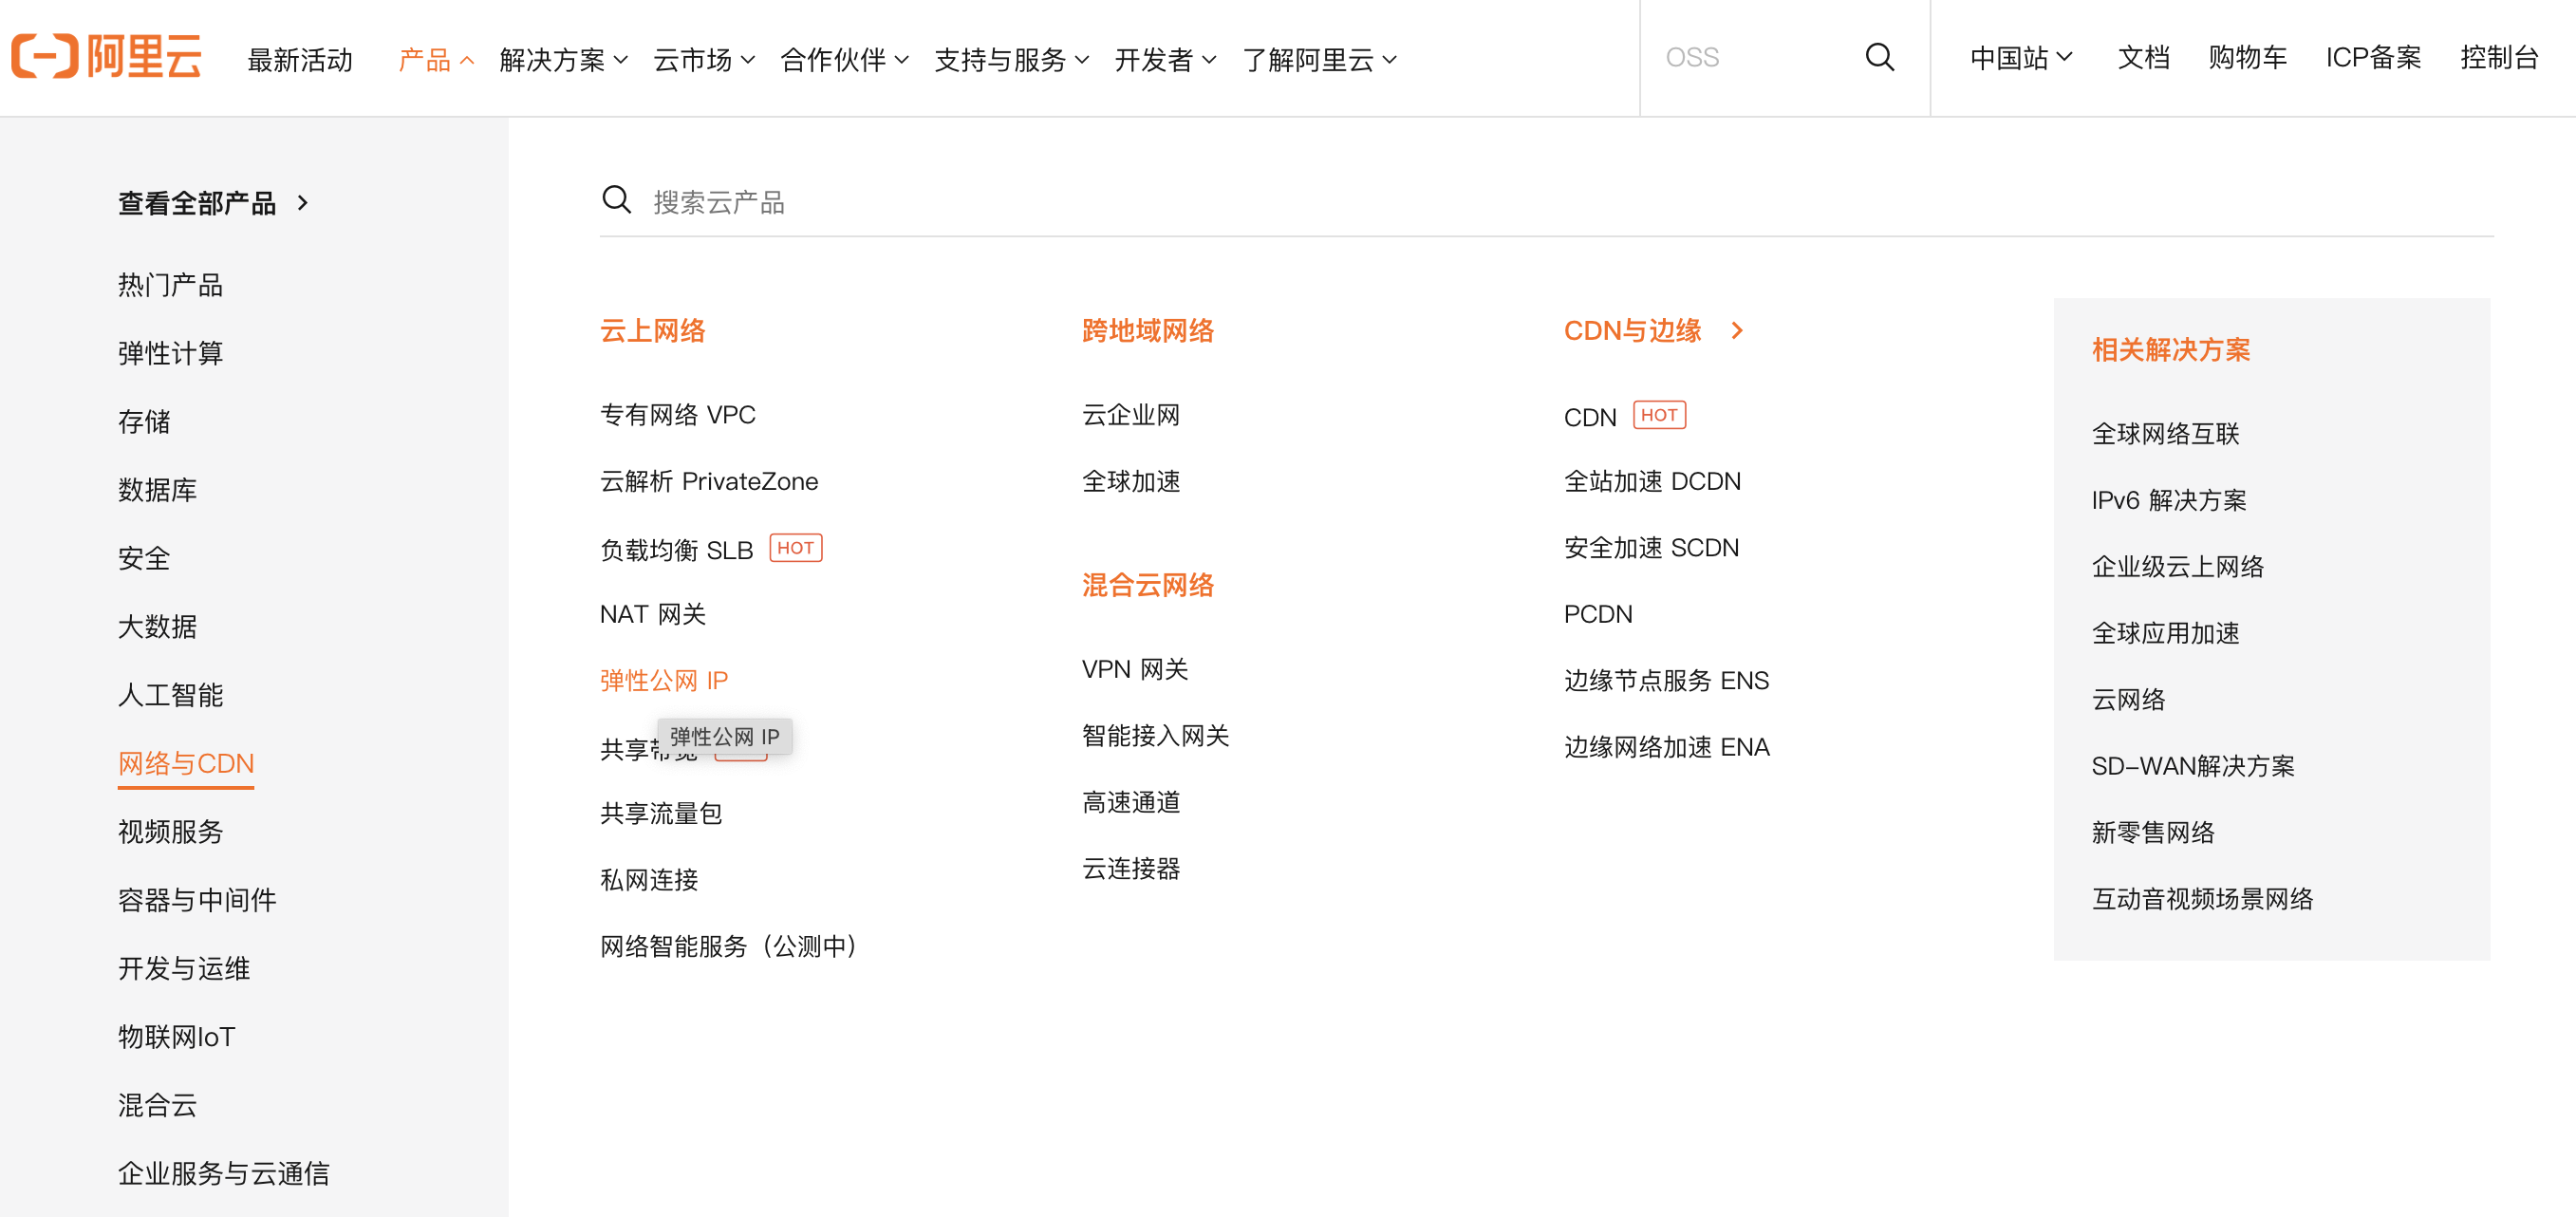 阿里云
最新活动 产品 解决方案 云市场 合作伙伴 支持与服务 开发者 了解阿里云
OSS
中国站 文档 购物车 ICP备案 控制台
查看全部产品
热门产品
弹性计算
存储
数据库
安全
大数据
人工智能
网络与CDN
视频服务
容器与中间件
开发与运维
物联网IoT
混合云
企业服务与云通信
搜索云产品
云上网络
专有网络 VPC
云解析 PrivateZone
负载均衡 SLB HOT
NAT 网关
弹性公网 IP
弹性公网 IP
共享带宽
共享流量包
私网连接
网络智能服务（公测中）
跨地域网络
云企业网
全球加速
混合云网络
VPN 网关
智能接入网关
高速通道
云连接器
CDN与边缘
CDN HOT
全站加速 DCDN
安全加速 SCDN
PCDN
边缘节点服务 ENS
边缘网络加速 ENA
相关解决方案
全球网络互联
IPv6 解决方案
企业级云上网络
全球应用加速
云网络
SD-WAN解决方案
新零售网络
互动音视频场景网络